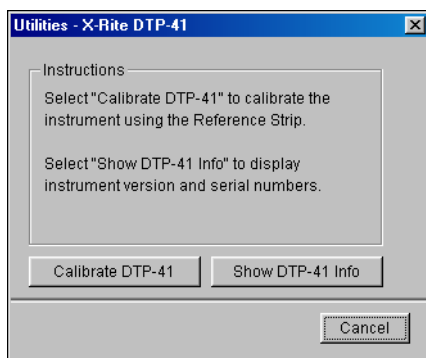 Utilities - X-Rite DTP-41
Instructions
Select "Calibrate DTP-41" to calibrate the
instrument using the Reference Strip.
Select "Show DTP-41 Info" to display
instrument version and serial numbers.
Calibrate DTP-41 Show DTP-41 Info
Cancel